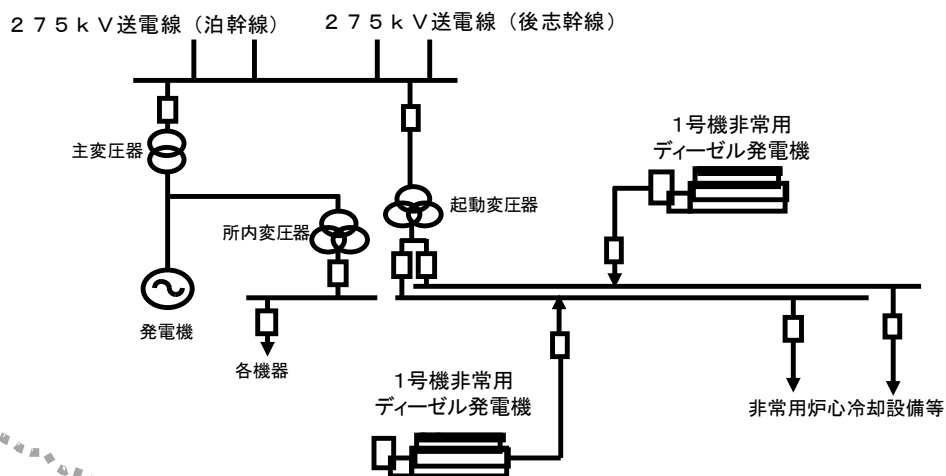 ２７５ｋＶ送電線（泊幹線）
２７５ｋＶ送電線（後志幹線）
主変圧器
所内変圧器
起動変圧器
1号機非常用
ディーゼル発電機
発電機
各機器
1号機非常用
ディーゼル発電機
非常用炉心冷却設備等